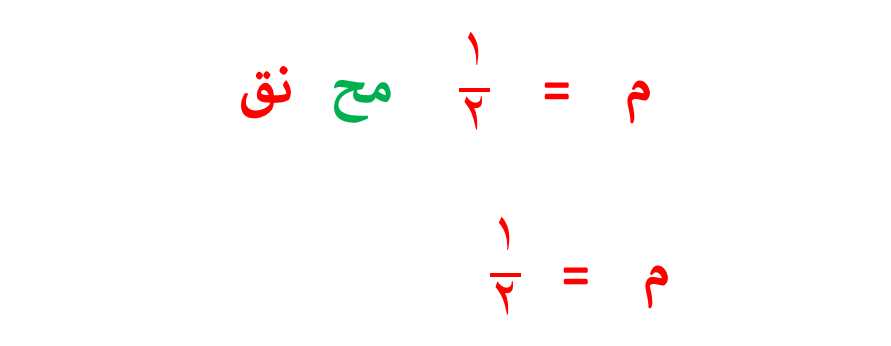 م = ١/٢ مح نق
م = ١/٢